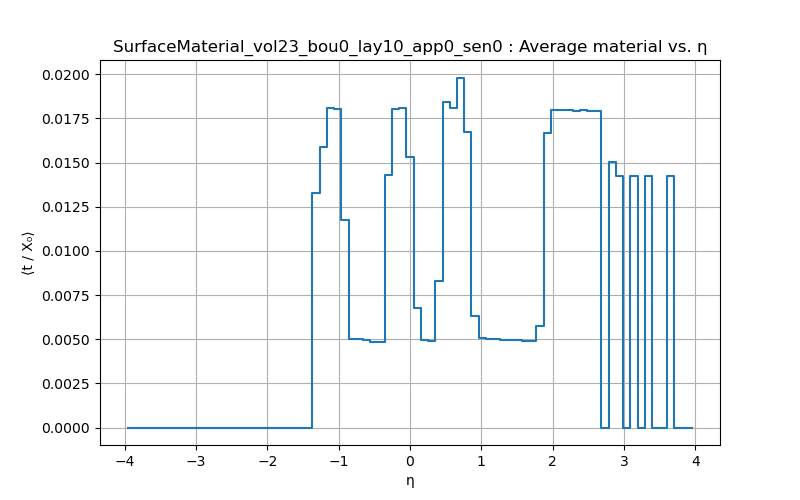 SurfaceMaterial_vol23_bou0_lay10_app0_sen0 : Average material vs. η
0.0200
0.0175
0.0150
0.0125
0.0100
0.0075
0.0050
0.0025
0.0000
⟨t / X₀⟩
−4 −3 −2 −1 0 1 2 3 4
η